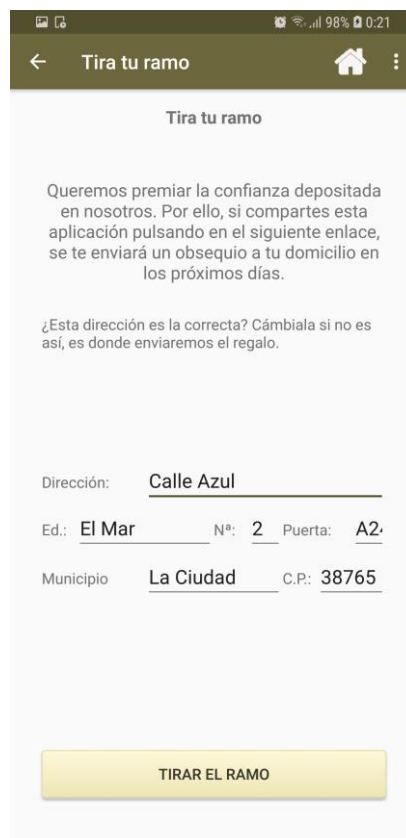 98% 0:21
Tira tu ramo
Tira tu ramo
Queremos premiar la confianza depositada
en nosotros. Por ello, si compartes esta
aplicación pulsando en el siguiente enlace,
se te enviará un obsequio a tu domicilio en
los próximos días.
¿Esta dirección es la correcta? Cámbiala si no es
así, es donde enviaremos el regalo.
Dirección: Calle Azul
Ed.: El Mar Nª: 2 Puerta: A24
Municipio La Ciudad C.P.: 38765
TIRAR EL RAMO